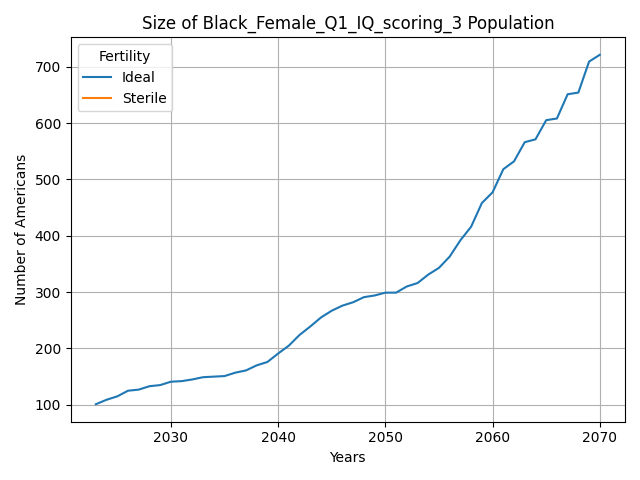 Size of Black_Female_Q1_IQ_scoring_3 Population
Fertility
Ideal
Sterile
Number of Americans
700
600
500
400
300
200
100
2030 2040 2050 2060 2070
Years